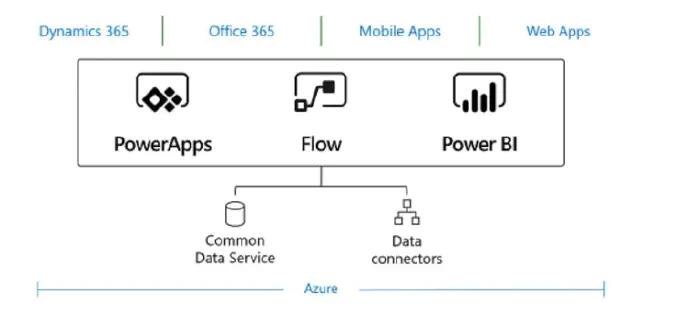 Dynamics 365 Office 365 Mobile Apps Web Apps
PowerApps Flow Power BI
Common Data
Data Service connectors
Azure